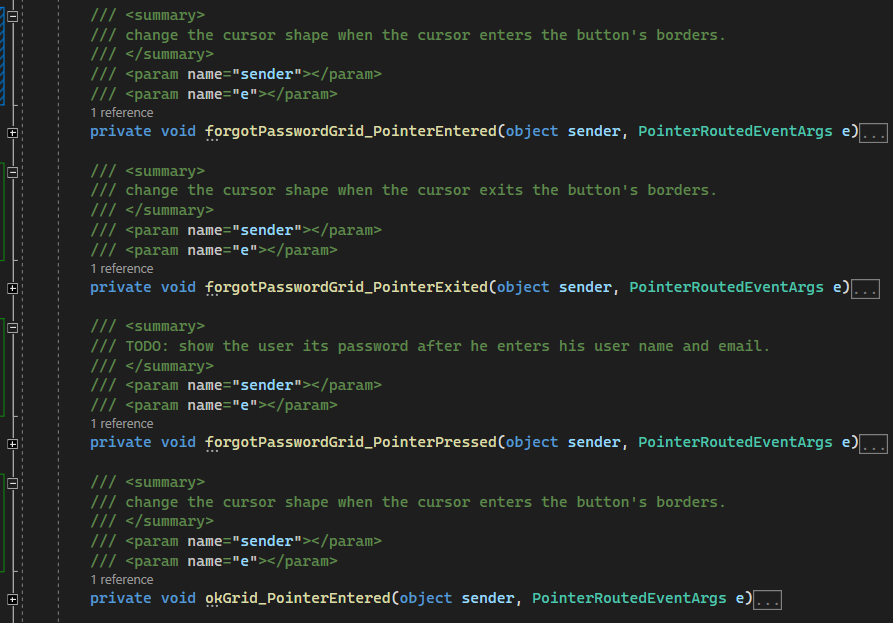 /// <summary>
/// change the cursor shape when the cursor enters the button's borders.
/// </summary>
/// <param name="sender"></param>
/// <param name="e"></param>
1 reference
private void forgotPasswordGrid_PointerEntered(object sender, PointerRoutedEventArgs e)...
/// <summary>
/// change the cursor shape when the cursor exits the button's borders.
/// </summary>
/// <param name="sender"></param>
/// <param name="e"></param>
1 reference
private void forgotPasswordGrid_PointerExited(object sender, PointerRoutedEventArgs e)...
/// <summary>
/// TODO: show the user its password after he enters his user name and email.
/// </summary>
/// <param name="sender"></param>
/// <param name="e"></param>
1 reference
private void forgotPasswordGrid_PointerPressed(object sender, PointerRoutedEventArgs e)...
/// <summary>
/// change the cursor shape when the cursor enters the button's borders.
/// </summary>
/// <param name="sender"></param>
/// <param name="e"></param>
1 reference
private void okGrid_PointerEntered(object sender, PointerRoutedEventArgs e)...